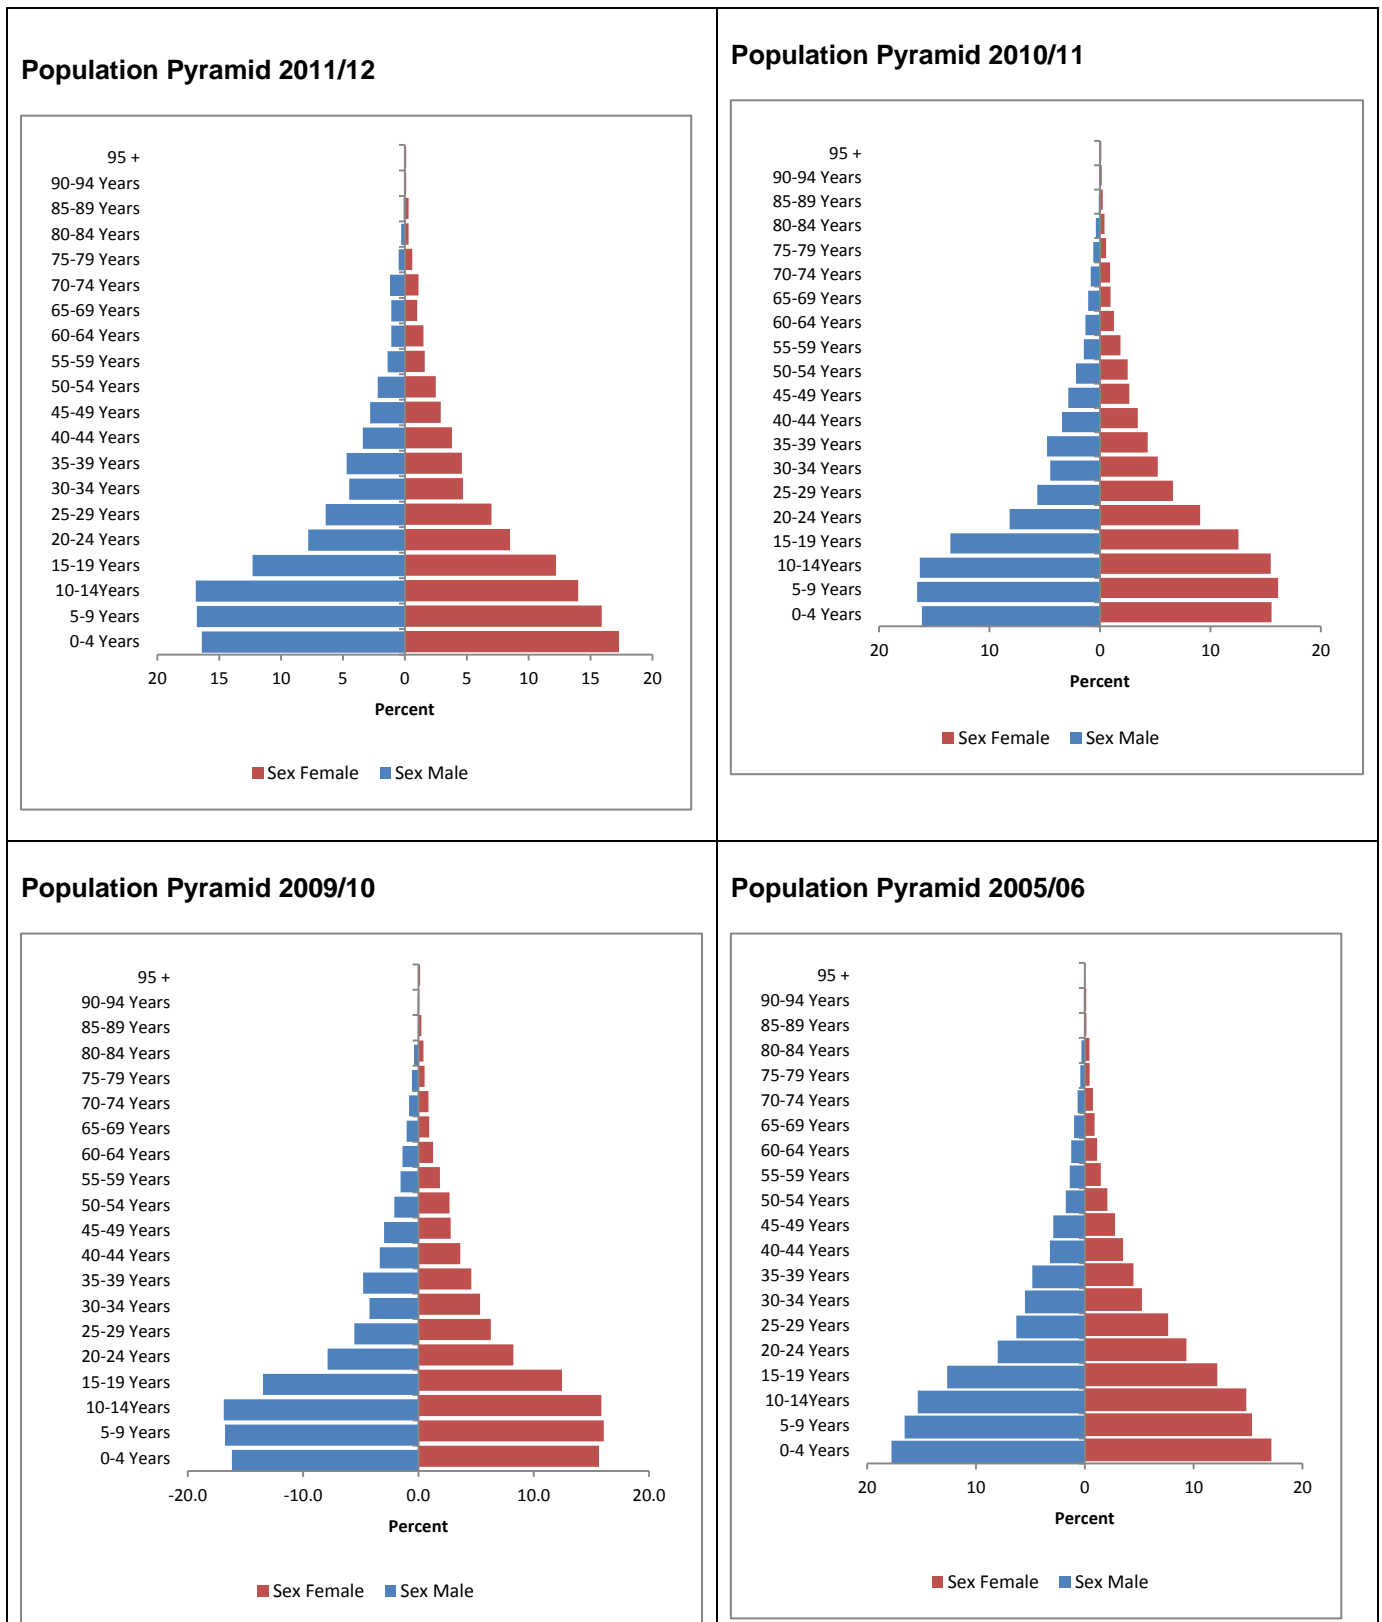 Population Pyramid 2011/12
95 +
90-94 Years
85-89 Years
80-84 Years
75-79 Years
70-74 Years
65-69 Years
60-64 Years
55-59 Years
50-54 Years
45-49 Years
40-44 Years
35-39 Years
30-34 Years
25-29 Years
20-24 Years
15-19 Years
10-14Years
5-9 Years
0-4 Years
20 15 10 5 0 5 10 15 20
Percent
Sex Female Sex Male
Population Pyramid 2010/11
95 +
90-94 Years
85-89 Years
80-84 Years
75-79 Years
70-74 Years
65-69 Years
60-64 Years
55-59 Years
50-54 Years
45-49 Years
40-44 Years
35-39 Years
30-34 Years
25-29 Years
20-24 Years
15-19 Years
10-14Years
5-9 Years
0-4 Years
20 10 0 10 20
Percent
Sex Female Sex Male
Population Pyramid 2009/10
95 +
90-94 Years
85-89 Years
80-84 Years
75-79 Years
70-74 Years
65-69 Years
60-64 Years
55-59 Years
50-54 Years
45-49 Years
40-44 Years
35-39 Years
30-34 Years
25-29 Years
20-24 Years
15-19 Years
10-14Years
5-9 Years
0-4 Years
-20.0 -10.0 0.0 10.0 20.0
Percent
Sex Female Sex Male
Population Pyramid 2005/06
95 +
90-94 Years
85-89 Years
80-84 Years
75-79 Years
70-74 Years
65-69 Years
60-64 Years
55-59 Years
50-54 Years
45-49 Years
40-44 Years
35-39 Years
30-34 Years
25-29 Years
20-24 Years
15-19 Years
10-14Years
5-9 Years
0-4 Years
20 10 0 10 20
Percent
Sex Female Sex Male